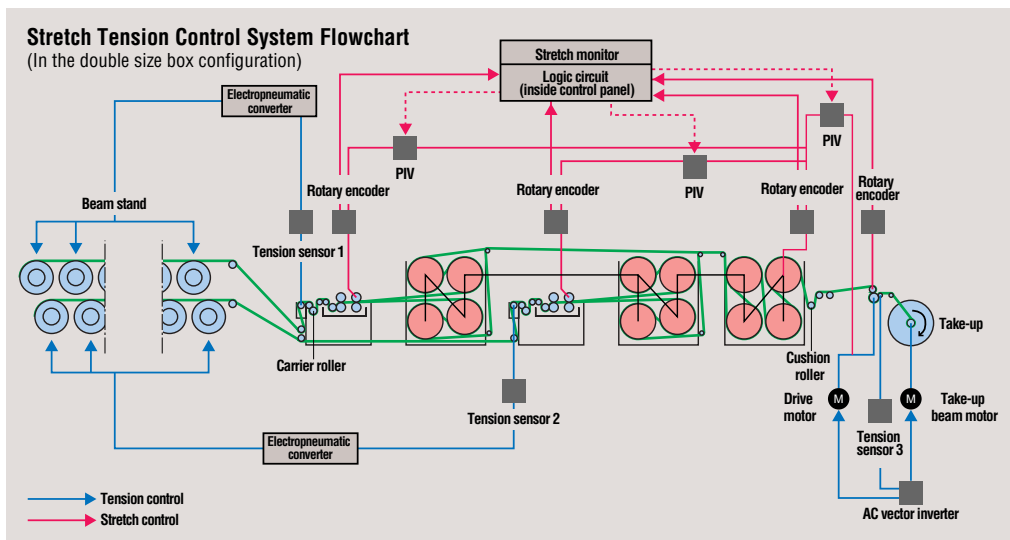 Stretch Tension Control System Flowchart
(In the double size box configuration)
Stretch monitor
Logic circuit
(inside control panel)
Electropneumatic
converter
PIV
PIV
PIV
Rotary encoder
Rotary encoder
Rotary encoder
Rotary
encoder
Beam stand
Tension sensor 1
Carrier roller
Tension sensor 2
Cushion
roller
Take-up
Drive
motor
M
M
Take-up
beam motor
Tension
sensor 3
Electropneumatic
converter
AC vector inverter
Tension control
Stretch control